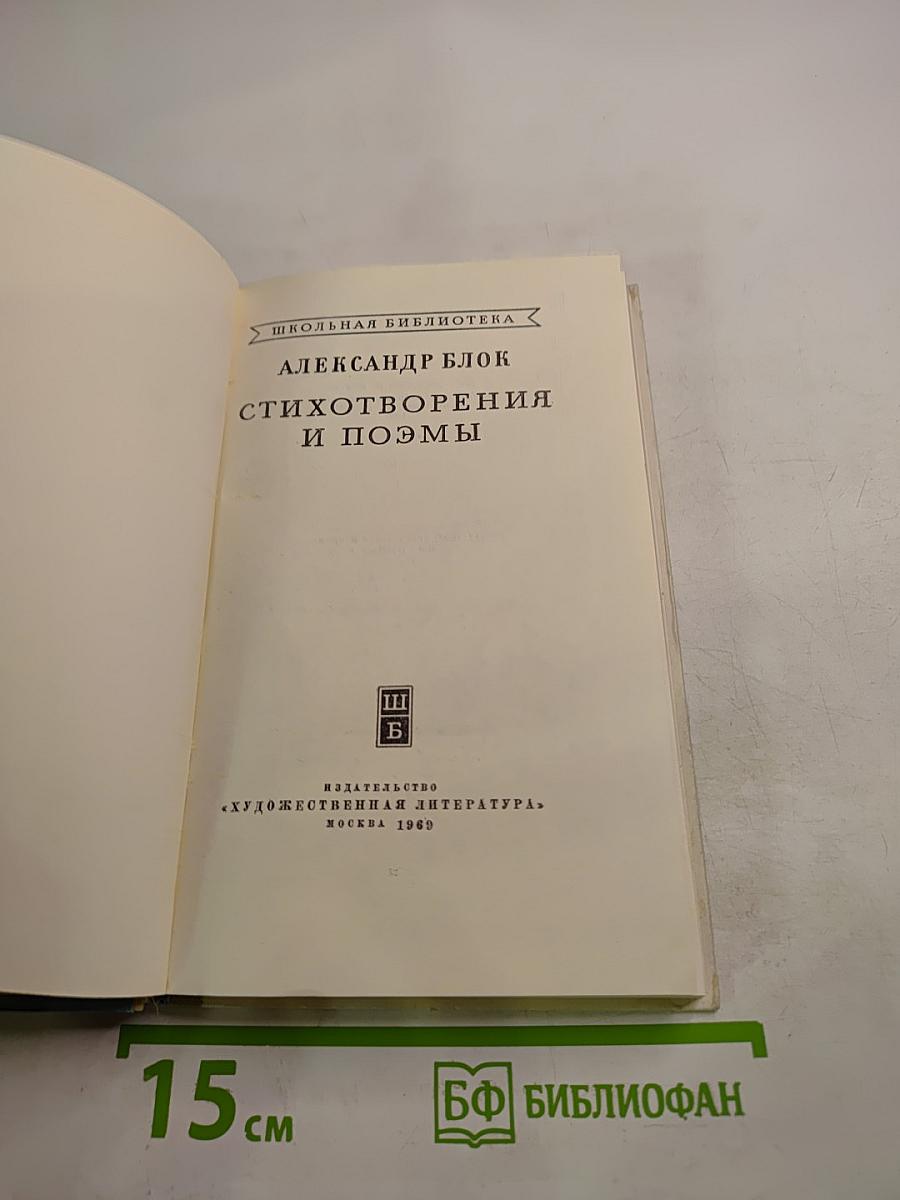 ШКОЛЬНАЯ БИБЛИОТЕКА
АЛЕКСАНДР БЛОК
СТИХОТВОРЕНИЯ
И ПОЭМЫ
Ш
Б
ИЗДАТЕЛЬСТВО
«ХУДОЖЕСТВЕННАЯ ЛИТЕРАТУРА»
МОСКВА 1969
15 см
БФ БИБЛИОФАН